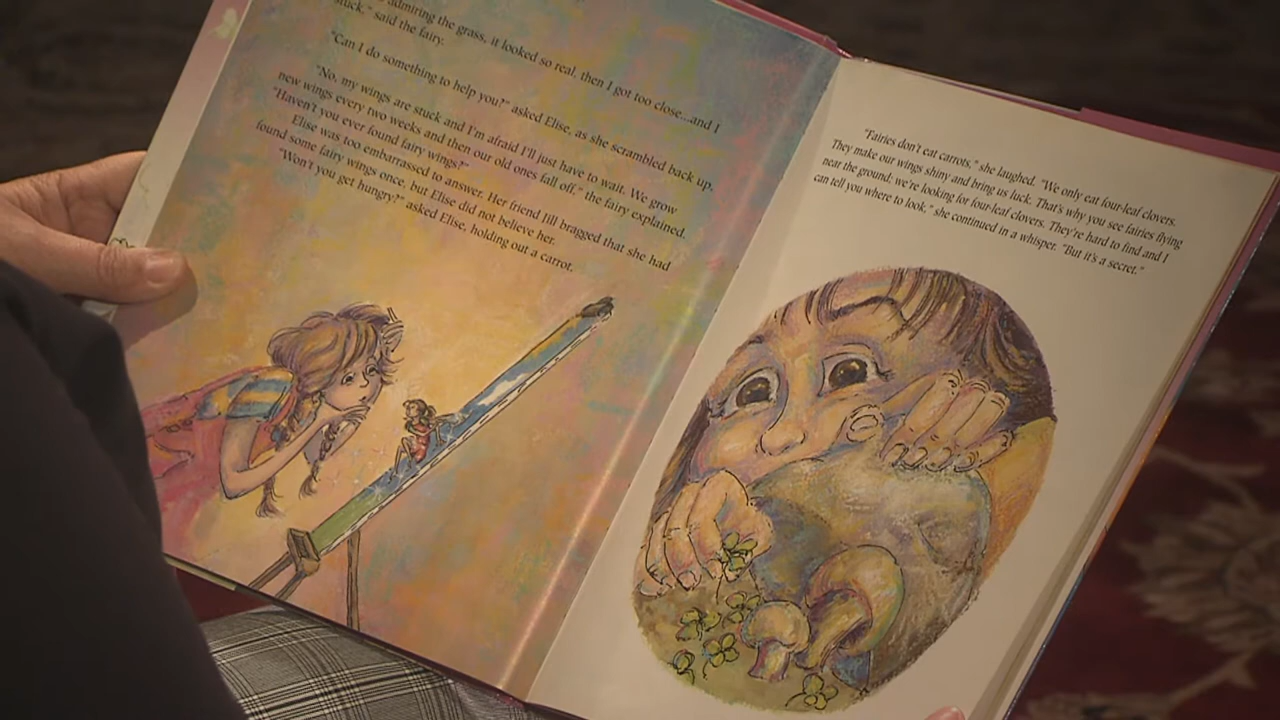 admiring the grass, it looked so real, then I got too close...and I
stuck," said the fairy.
"Can I do something to help you?" asked Elise, as she scrambled back up.
"No, my wings are stuck and I'm afraid I'll just have to wait. We grow
new wings every two weeks and then our old ones fall off." the fairy explained.
"Haven't you ever found fairy wings?"
Elise was too embarrassed to answer. Her friend Jill bragged that she had
found some fairy wings once, but Elise did not believe her.
"Won't you get hungry?" asked Elise, holding out a carrot.
"Fairies don't eat carrots," she laughed. "We only eat four-leaf clovers.
They make our wings shiny and bring us luck. That's why you see fairies flying
near the ground; we're looking for four-leaf clovers. They're hard to find and I
can tell you where to look," she continued in a whisper. "But it's a secret."